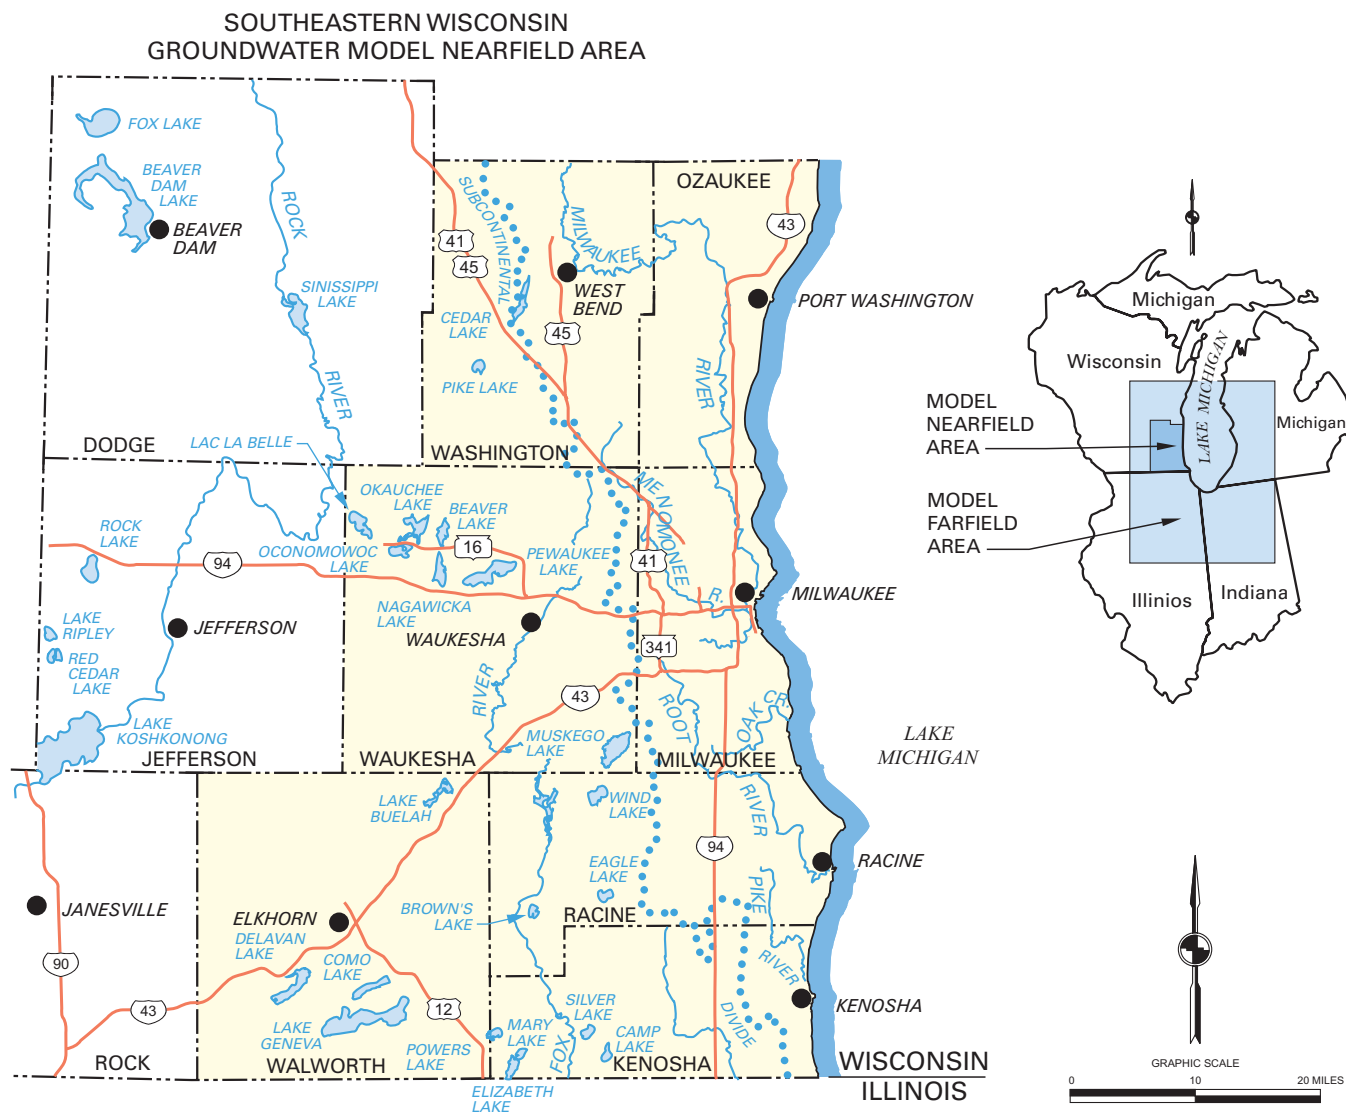 SOUTHEASTERN WISCONSIN
GROUNDWATER MODEL NEARFIELD AREA
FOX LAKE
BEAVER
DAM
LAKE
BEAVER
DAM
ROCK
SINISSIPPI
LAKE
RIVER
DODGE
LAC LA BELLE
SUBCONTINENTAL
41
45
CEDAR
LAKE
PIKE LAKE
MILWAUKEE
WEST
BEND
45
WASHINGTON
OZAUKEE
43
PORT WASHINGTON
RIVER
ROCK
LAKE
94
LAKE
RIPLEY
RED
CEDAR
LAKE
JEFFERSON
LAKE
KOSHKONONG
JEFFERSON
OKAUCHEE
LAKE
BEAVER
LAKE
OCONOMOWOC
LAKE
16
PEWAUKEE
LAKE
NAGAWICKA
LAKE
WAUKESHA
RIVER
43
MUSKEGO
LAKE
WAUKESHA
MENOMONEE
R.
41
MILWAUKEE
341
ROOT
OAK
CR.
MILWAUKEE
LAKE
MICHIGAN
JANESVILLE
90
43
ROCK
LAKE
BUELAH
ELKHORN
DELAVAN
LAKE
COMO
LAKE
LAKE
GENEVA
12
WALWORTH
POWERS
LAKE
WIND
LAKE
EAGLE
LAKE
BROWN'S
LAKE
RACINE
94
RIVER
RACINE
PIKE
RIVER
KENOSHA
SILVER
LAKE
MARY
LAKE
CAMP
LAKE
FOX
ELIZABETH
LAKE
KENOSHA
DIVIDE
WISCONSIN
ILLINOIS
Michigan
Wisconsin
LAKE MICHIGAN
Michigan
MODEL
NEARFIELD
AREA
MODEL
FARFIELD
AREA
Illinios
Indiana
GRAPHIC SCALE
0 10 20 MILES